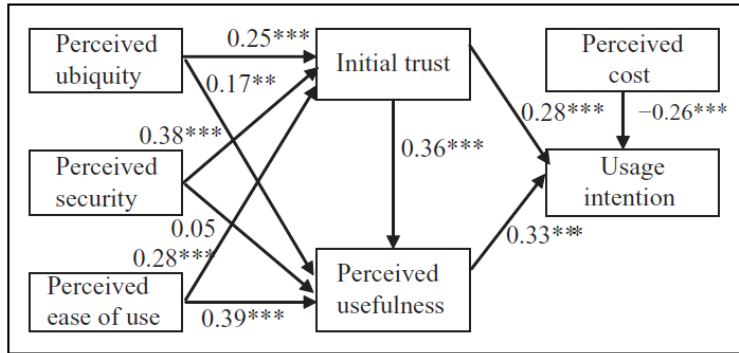 Perceived
ubiquity
0.25***
Initial trust
Perceived
cost
0.17**
0.28***
−0.26***
0.38***
0.36***
Perceived
security
Usage
intention
0.05
0.28***
0.33***
Perceived
ease of use
0.39***
Perceived
usefulness